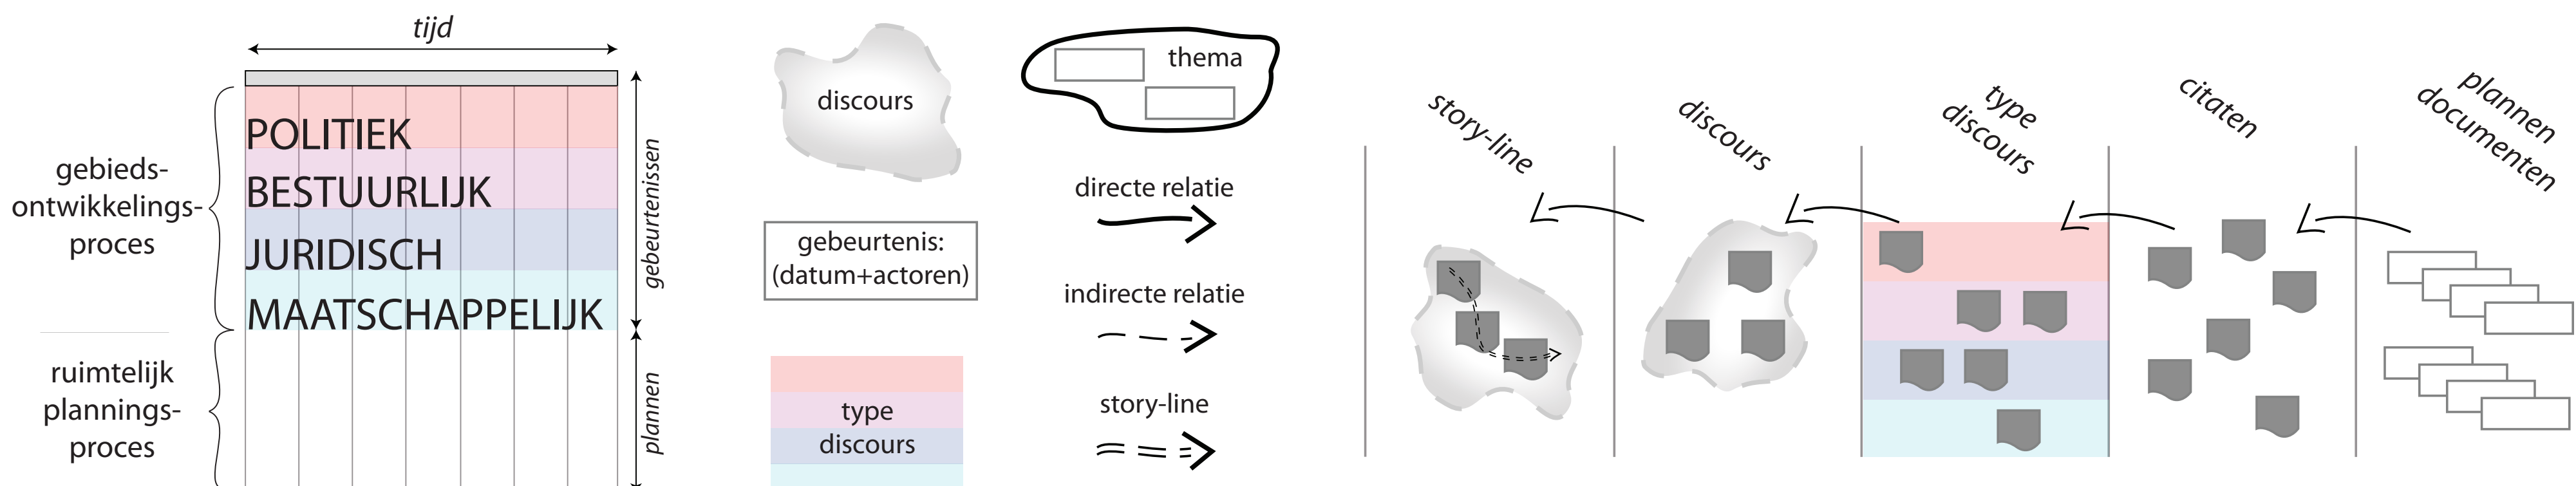 tijd
POLITIEK
BESTUURLIJK
JURIDISCH
MAATSCHAPPELIJK
gebieds-
ontwikkelings-
proces
ruimtelijk
plannings-
proces
gebeurtenissen
plannen
discours
gebeurtenis:
(datum+actoren)
type
discours
thema
directe relatie
indirecte relatie
story-line
story-line
discours
type
discours
citaten
plannen
documenten